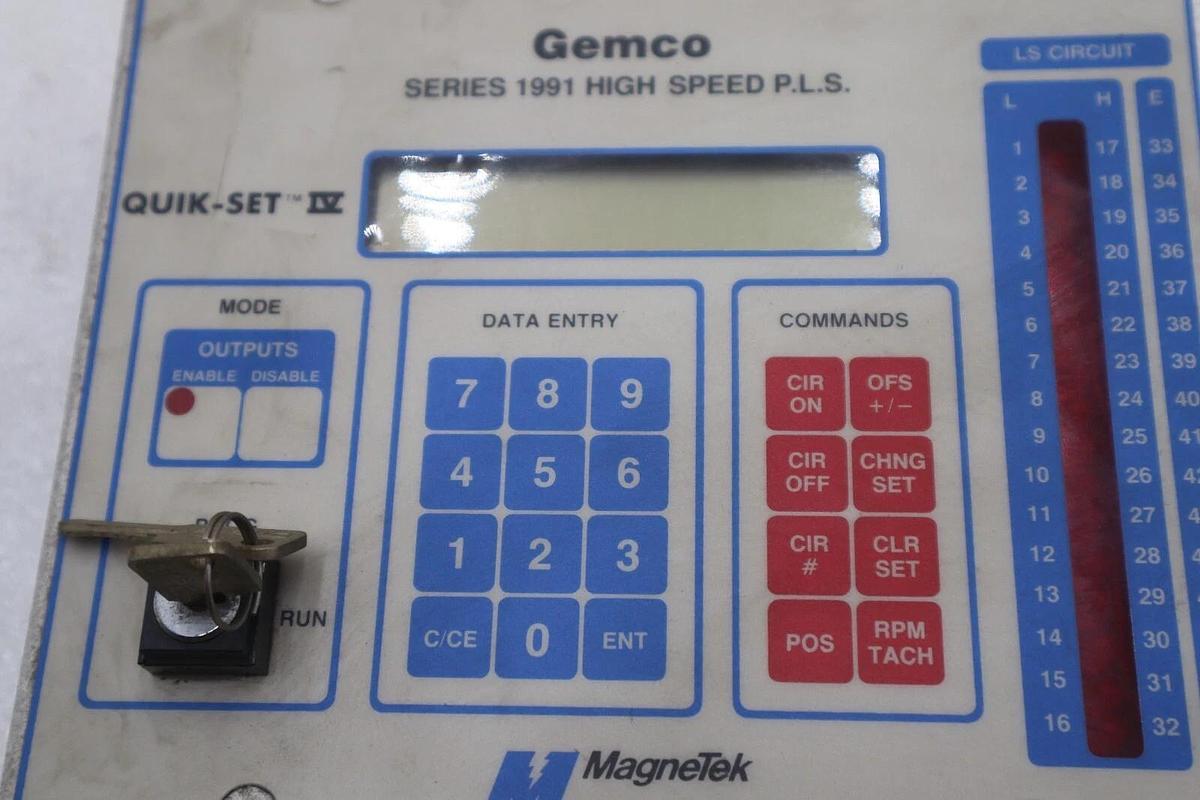 Gemco
SERIES 1991 HIGH SPEED P.L.S.
QUIK-SET™ IV
MODE
OUTPUTS
ENABLE DISABLE
RUN
DATA ENTRY
7 8 9
4 5 6
1 2 3
C/CE 0 ENT
COMMANDS
CIR ON
OFS +/−
CIR OFF
CHNG SET
CIR #
CLR SET
POS
RPM TACH
MagneTek
LS CIRCUIT
L H E
1 17 33
2 18 34
3 19 35
4 20 36
5 21 37
6 22 38
7 23 39
8 24 40
9 25 41
10 26
11 27
12 28
13 29
14 30
15 31
16 32